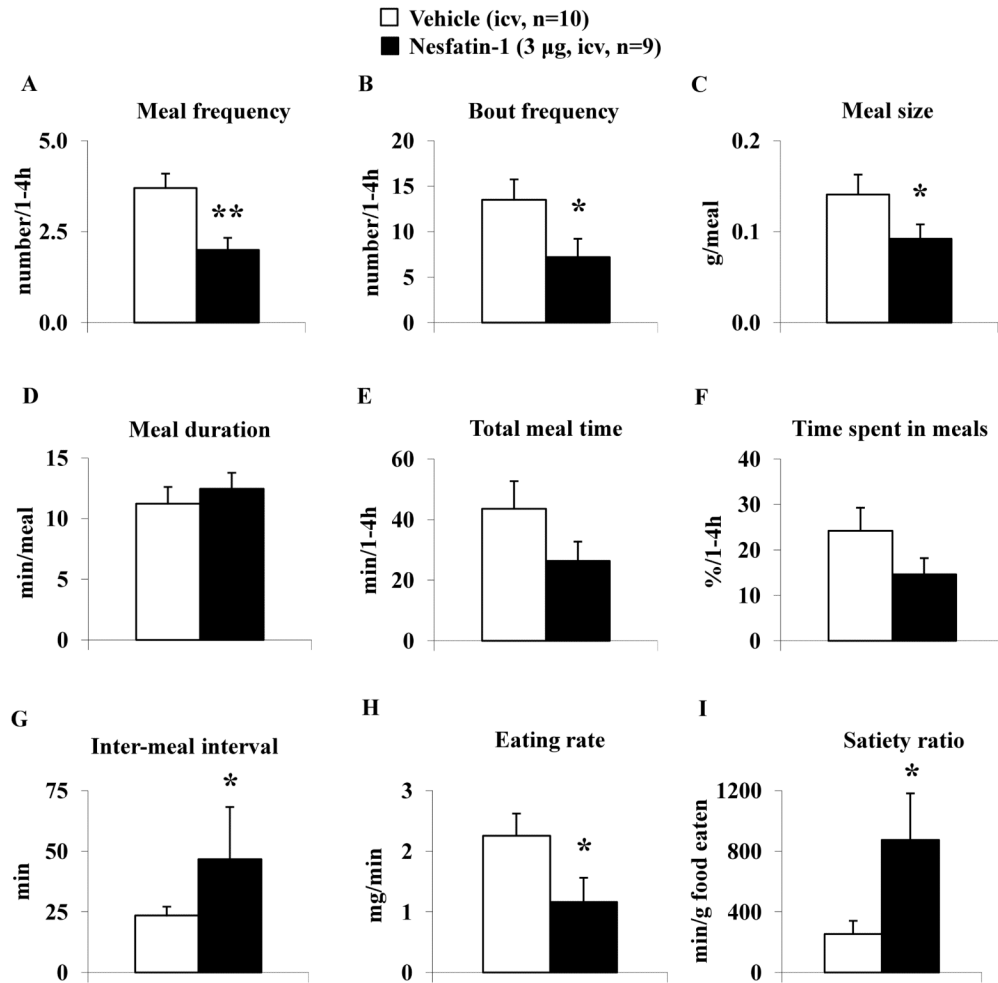 Vehicle (icv, n=10)
Nesfatin-1 (3 µg, icv, n=9)
A
Meal frequency
number/1-4h
5.0
2.5
0.0
**
B
Bout frequency
number/1-4h
20
15
10
5
0
*
C
Meal size
g/meal
0.2
0.1
0.0
*
D
Meal duration
min/meal
15
10
5
0
E
Total meal time
min/1-4h
60
40
20
0
F
Time spent in meals
%/1-4h
40
30
20
10
0
G
Inter-meal interval
min
75
50
25
0
*
H
Eating rate
mg/min
3
2
1
0
*
I
Satiety ratio
min/g food eaten
1200
800
400
0
*